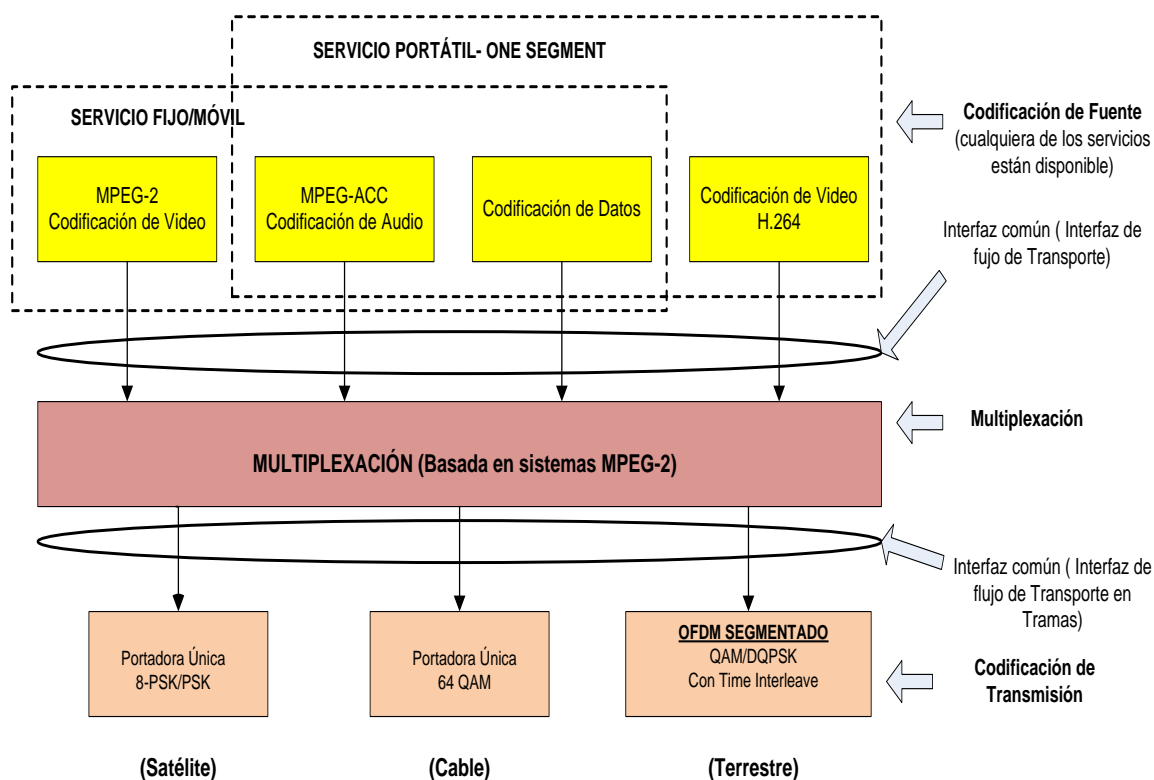 SERVICIO PORTÁTIL- ONE SEGMENT
SERVICIO FIJO/MÓVIL
Codificación de Fuente
(cualquiera de los servicios
están disponible)
MPEG-2
Codificación de Video
MPEG-ACC
Codificación de Audio
Codificación de Datos
Codificación de Video
H.264
Interfaz común ( Interfaz de
fujo de Transporte)
MULTIPLEXACIÓN (Basada en sistemas MPEG-2)
Multiplexación
Interfaz común ( Interfaz de
flujo de Transporte en
Tramas)
Portadora Única
8-PSK/PSK
Portadora Única
64 QAM
OFDM SEGMENTADO
QAM/DQPSK
Con Time Interleave
Codificación de
Transmisión
(Satélite)
(Cable)
(Terrestre)